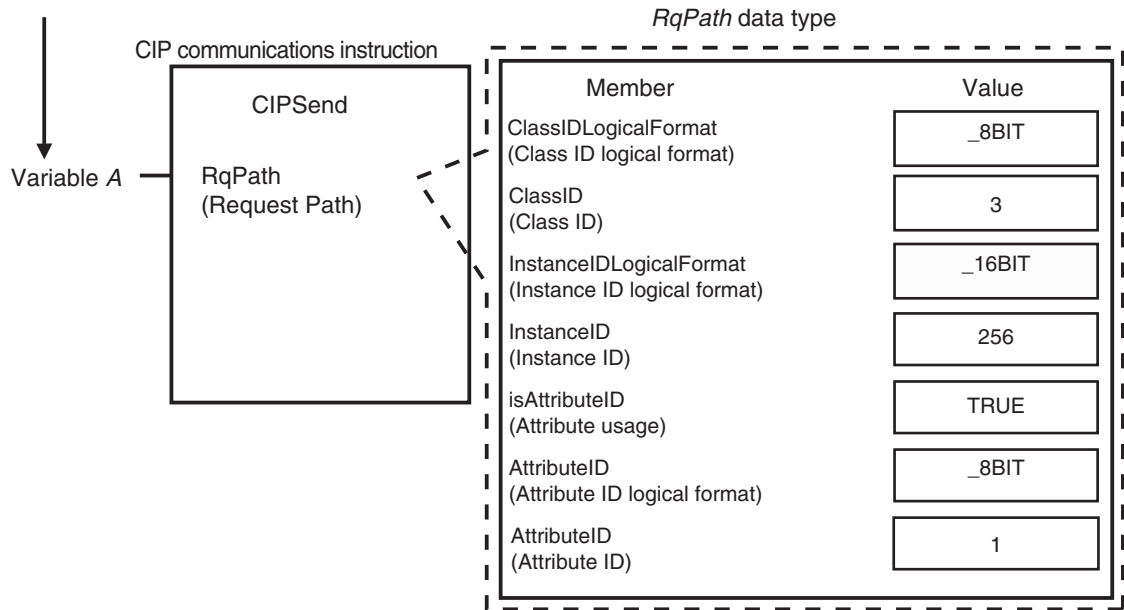 RqPath data type
CIP communications instruction
CIPSend
Variable A
RqPath
(Request Path)
Member Value
ClassIDLogicalFormat _8BIT
(Class ID logical format)
ClassID 3
(Class ID)
InstanceIDLogicalFormat _16BIT
(Instance ID logical format)
InstanceID 256
(Instance ID)
isAttributeID TRUE
(Attribute usage)
AttributeID _8BIT
(Attribute ID logical format)
AttributeID 1
(Attribute ID)